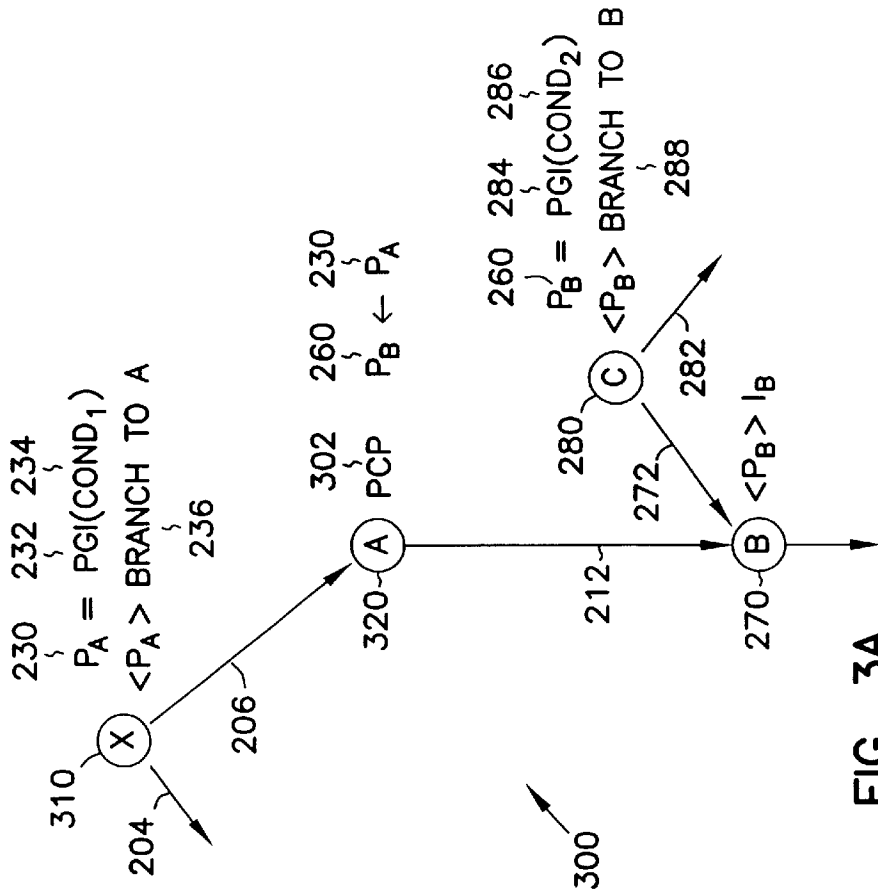 230 232 234
P_A = PGI(COND_1)
<P_A> BRANCH TO A
236
310
X
204
206
302 260 230
PCP P_B ← P_A
A
320
260 284 286
P_B = PGI(COND_2)
<P_B> BRANCH TO B
288
280
C
272
282
212
<P_B> I_B
B
270
300
FIG. 3A